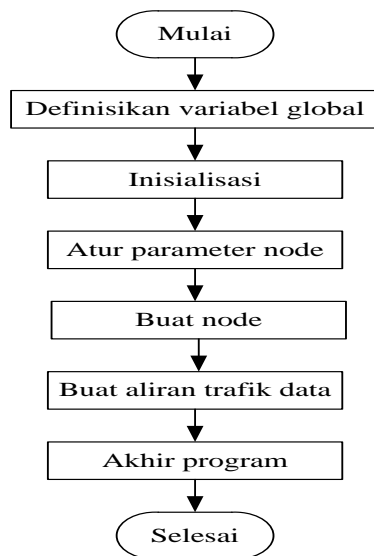 Mulai
Definisikan variabel global
Inisialisasi
Atur parameter node
Buat node
Buat aliran trafik data
Akhir program
Selesai